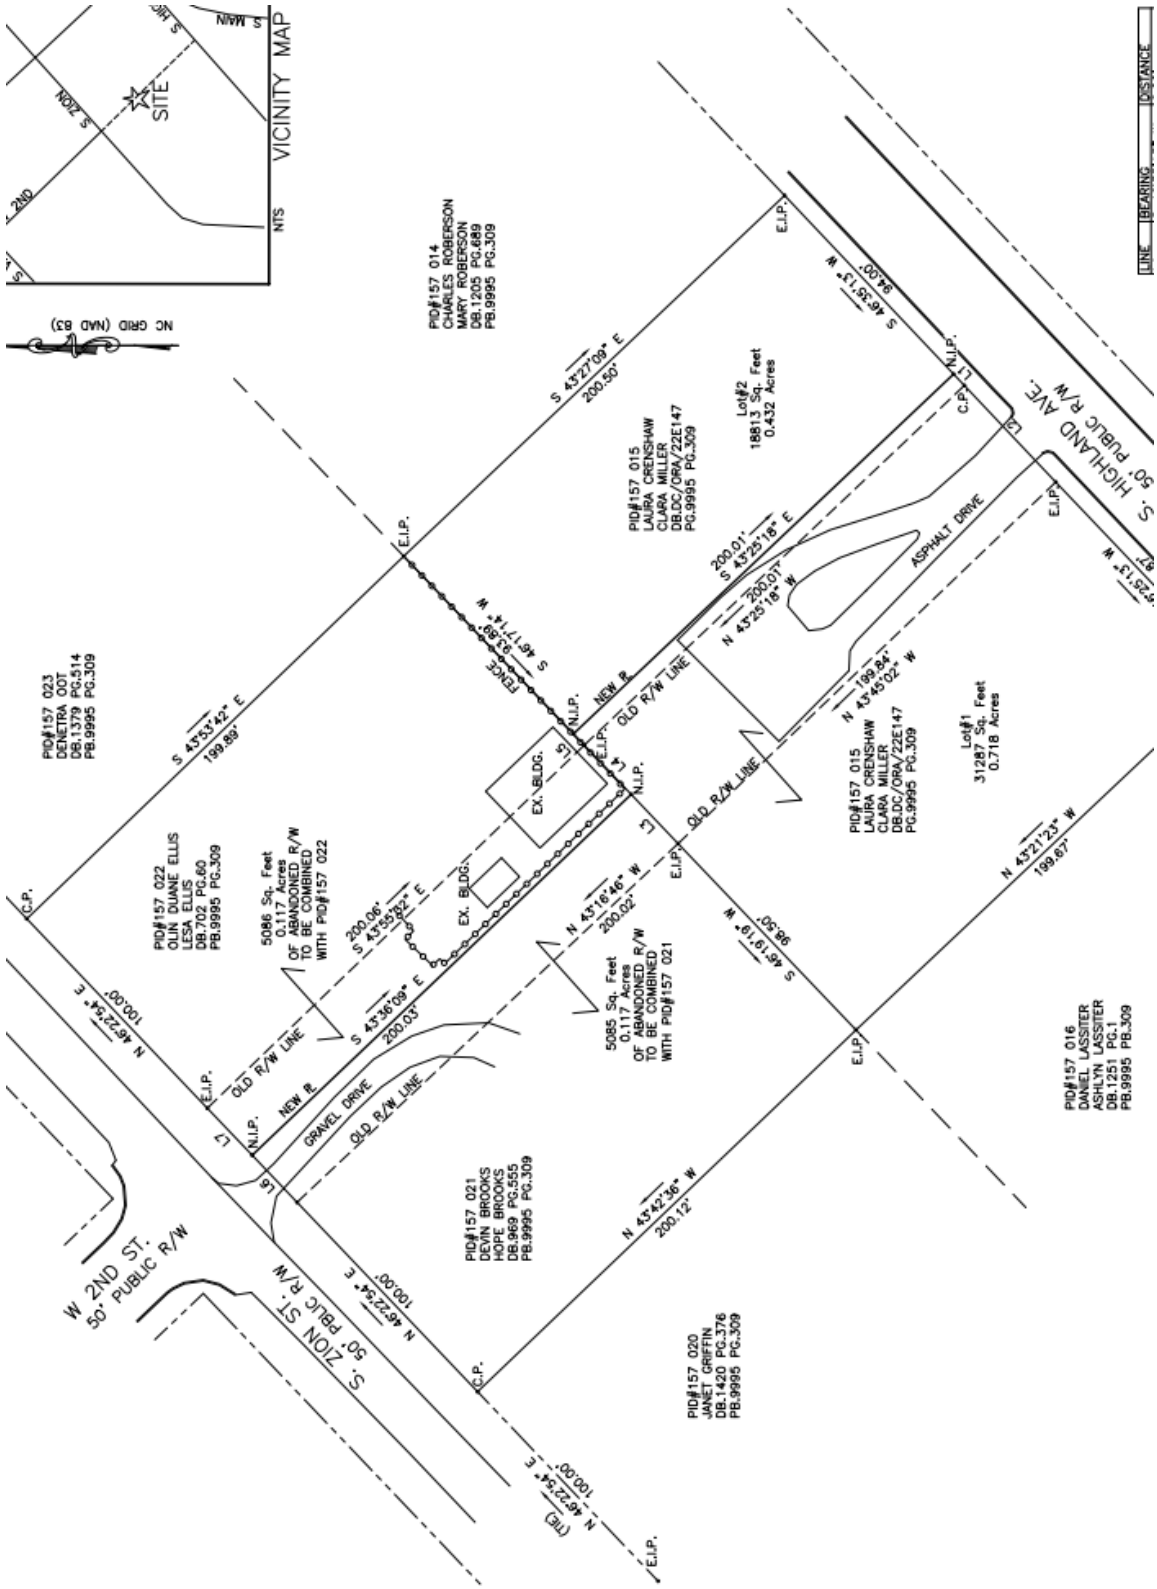 S MAIN
S HIG
S ZION
SITE
2ND
S
VICINITY MAP
NTS
NC GRID (NAD 83)
LINE BEARING DISTANCE
PID#157 014
CHARLES ROBERSON
MARY ROBERSON
DB.1205 PG.689
PB.9995 PG.309
PID#157 023
DENETRA OOT
DB.1379 PG.514
PB.9995 PG.309
S 43°27'09" E
200.50'
E.I.P.
S 46°35'13" W
94.00'
N.I.P.
L1
C.P.
L2
S. HIGHLAND AVE.
50' PUBLIC R/W
Lot#2
18813 Sq. Feet
0.432 Acres
PID#157 015
LAURA CRENSHAW
CLARA MILLER
DB.DC/ORA/22E147
PG.9995 PG.309
E.I.P.
S 46°17'14" W
93.89'
FENCE
S 43°53'42" E
199.89'
C.P.
PID#157 022
OLIN DUANE ELLIS
LESA ELLIS
DB.702 PG.60
PB.9995 PG.309
5086 Sq. Feet
0.117 Acres
OF ABANDONED R/W
TO BE COMBINED
WITH PID#157 022
200.01'
S 43°25'18" E
200.01'
N 43°25'18" W
ASPHALT DRIVE
E.I.P.
6°25'13" W
87'
NEW PL
OLD R/W LINE
N.I.P.
L5
E.I.P.
L4
N.I.P.
L3
EX. BLDG.
EX. BLDG.
199.84'
N 43°45'02" W
OLD R/W LINE
PID#157 015
LAURA CRENSHAW
CLARA MILLER
DB.DC/ORA/22E147
PG.9995 PG.309
Lot#1
31287 Sq. Feet
0.718 Acres
N 43°21'23" W
199.67'
E.I.P.
200.06'
S 43°55'32" E
N 43°16'46" W
200.02'
S 43°36'09" E
200.03'
S 46°19'19" W
98.50'
E.I.P.
N 46°22'54" E
100.00'
E.I.P.
L7
N.I.P.
L6
OLD R/W LINE
NEW PL
GRAVEL DRIVE
OLD R/W LINE
5085 Sq. Feet
0.117 Acres
OF ABANDONED R/W
TO BE COMBINED
WITH PID#157 021
PID#157 021
DEVIN BROOKS
HOPE BROOKS
DB.969 PG.555
PB.9995 PG.309
N 43°42'36" W
200.12'
PID#157 016
DANIEL LASSITER
ASHLYN LASSITER
DB.1251 PG.1
PB.9995 PB.309
W 2ND ST.
50' PUBLIC R/W
S. ZION ST.
50' PBLIC R/W
N 46°22'54" E
100.00'
C.P.
PID#157 020
JANET GRIFFIN
DB.1420 PG.376
PB.9995 PG.309
N 46°22'54" E
100.00'
(TIE)
E.I.P.